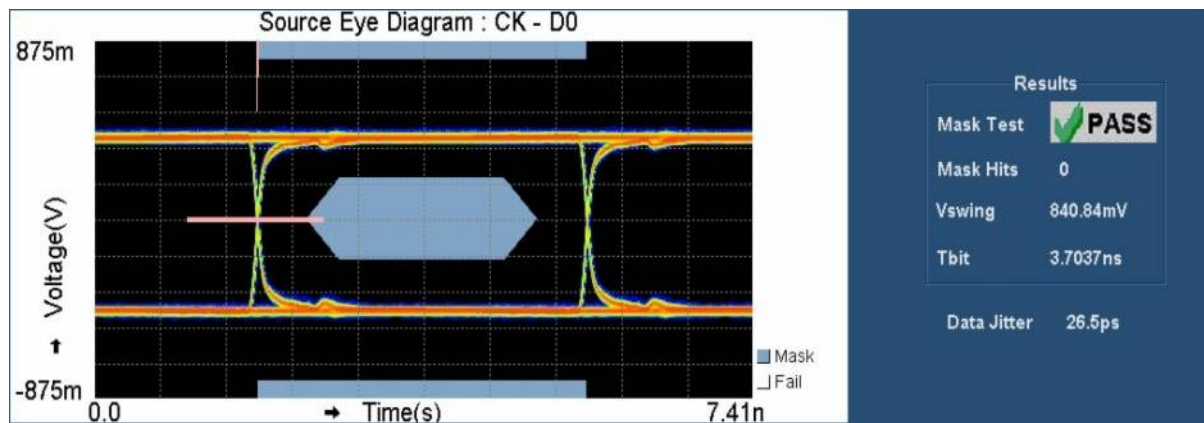 Source Eye Diagram : CK - D0
875m
Voltage(V)
-875m
0.0
Time(s)
7.41n
Mask
Fail
Results
Mask Test PASS
Mask Hits 0
Vswing 840.84mV
Tbit 3.7037ns
Data Jitter 26.5ps